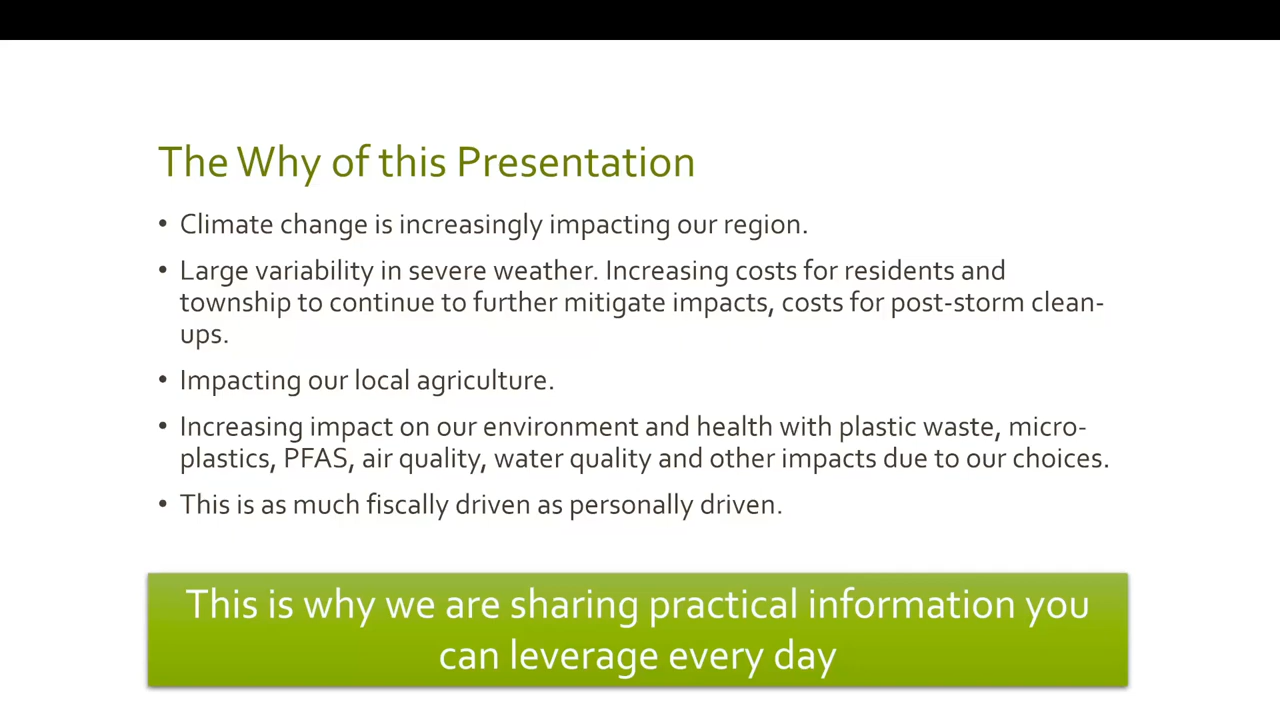 The Why of this Presentation
• Climate change is increasingly impacting our region.
• Large variability in severe weather. Increasing costs for residents and
township to continue to further mitigate impacts, costs for post-storm clean-
ups.
• Impacting our local agriculture.
• Increasing impact on our environment and health with plastic waste, micro-
plastics, PFAS, air quality, water quality and other impacts due to our choices.
• This is as much fiscally driven as personally driven.
This is why we are sharing practical information you
can leverage every day